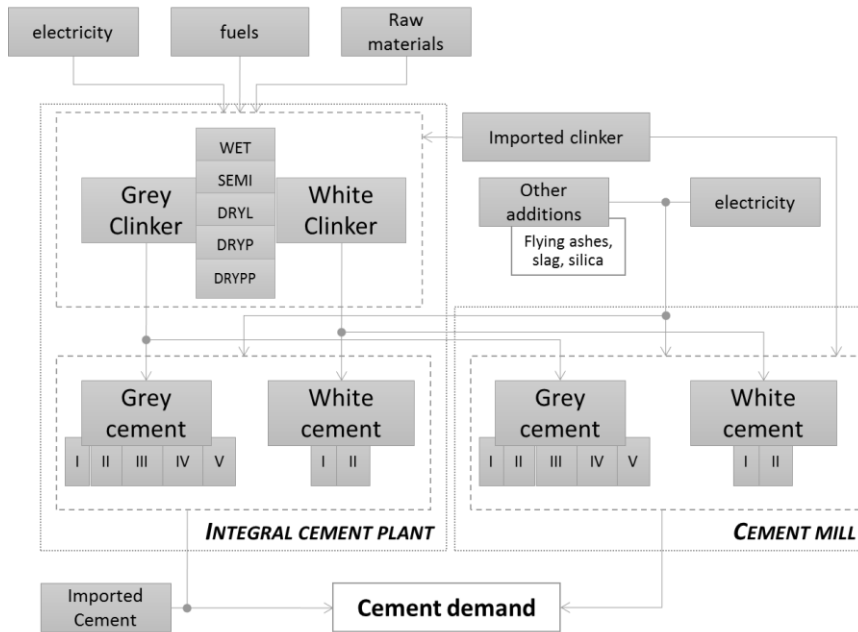 electricity
fuels
Raw
materials
Imported clinker
WET
SEMI
DRYL
DRYP
DRYPP
Grey
Clinker
White
Clinker
Other
additions
electricity
Flying ashes,
slag, silica
Grey
cement
I II III IV V
White
cement
I II
Grey
cement
I II III IV V
White
cement
I II
INTEGRAL CEMENT PLANT
CEMENT MILL
Imported
Cement
Cement demand